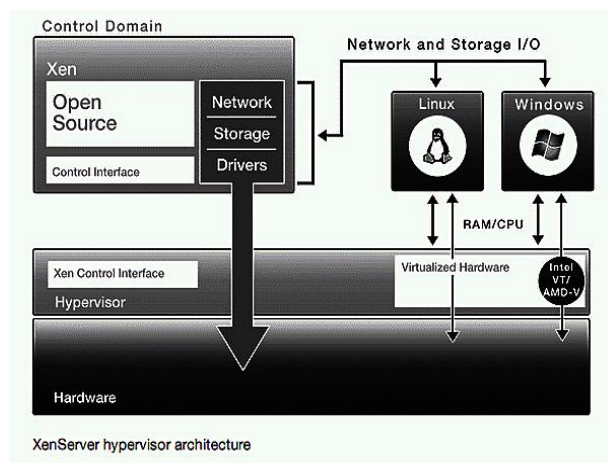 Control Domain
Network and Storage I/O
Xen
Open
Source
Control Interface
Network
Storage
Drivers
Linux
Windows
RAM/CPU
Xen Control Interface
Hypervisor
Virtualized Hardware
Intel
VT/
AMD-V
Hardware
XenServer hypervisor architecture